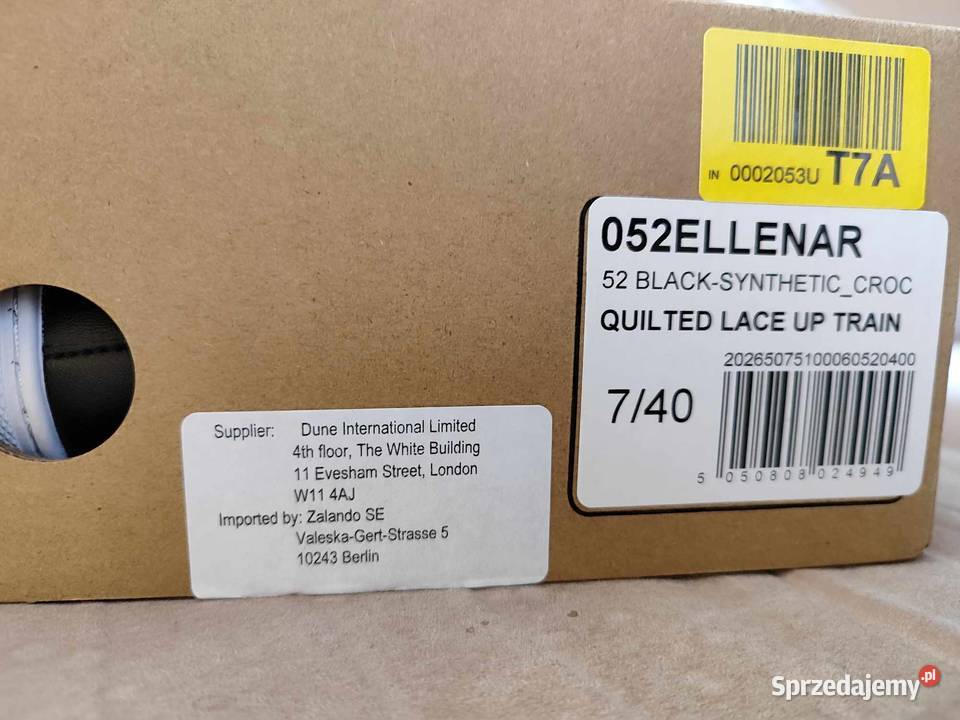 IN 0002053U T7A
052ELLENAR
52 BLACK-SYNTHETIC_CROC
QUILTED LACE UP TRAIN
20265075100060520400
7/40
5 050808 024949
Supplier: Dune International Limited
4th floor, The White Building
11 Evesham Street, London
W11 4AJ
Imported by: Zalando SE
Valeska-Gert-Strasse 5
10243 Berlin
Sprzedajemy.pl